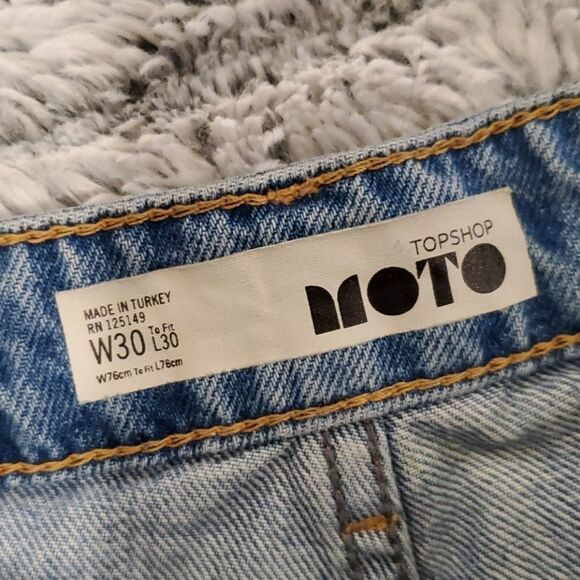 MADE IN TURKEY
RN 125149
W30 To Fit L30
W76cm To Fit L76cm
TOPSHOP
MOTO